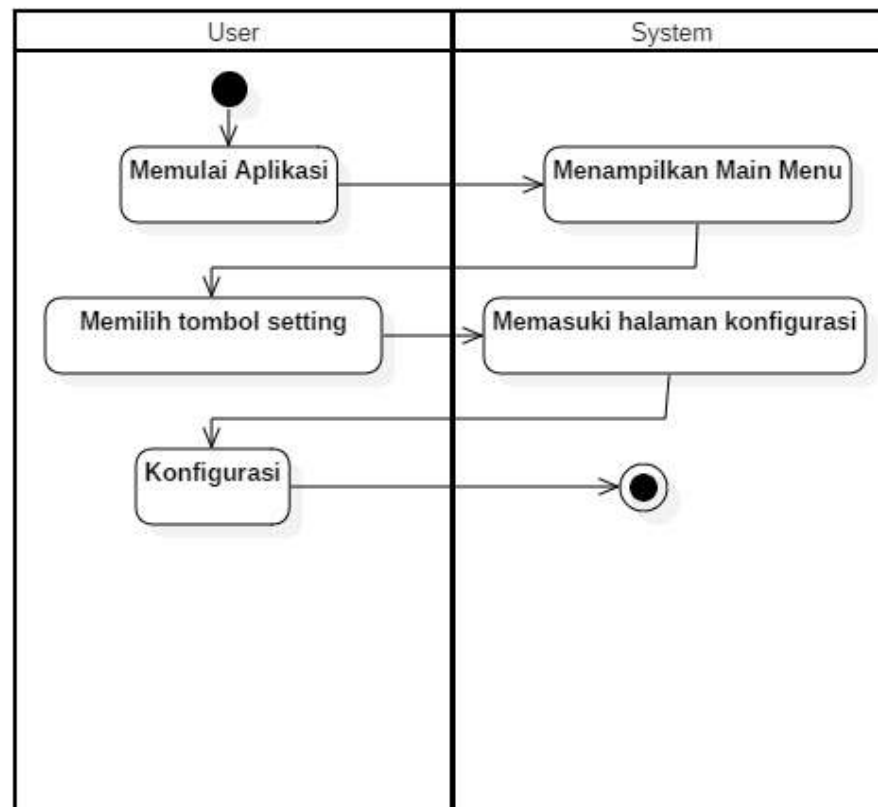 User
System
Memulai Aplikasi
Menampilkan Main Menu
Memilih tombol setting
Memasuki halaman konfigurasi
Konfigurasi